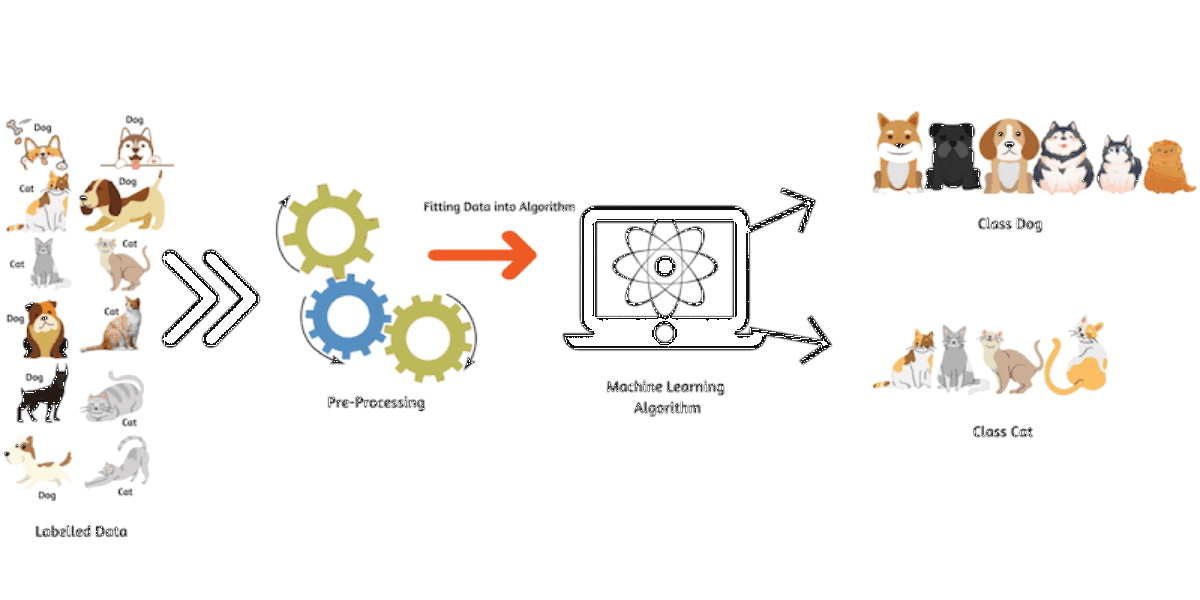 Dog
Dog
Cat
Dog
Cat
Cat
Dog
Cat
Dog
Cat
Dog
Cat
Labelled Data
Pre-Processing
Fitting Data into Algorithm
Machine Learning
Algorithm
Class Dog
Class Cat